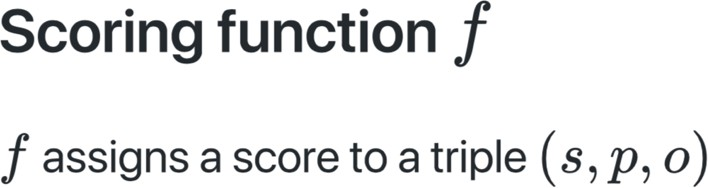 Scoring function f
f assigns a score to a triple (s, p, o)